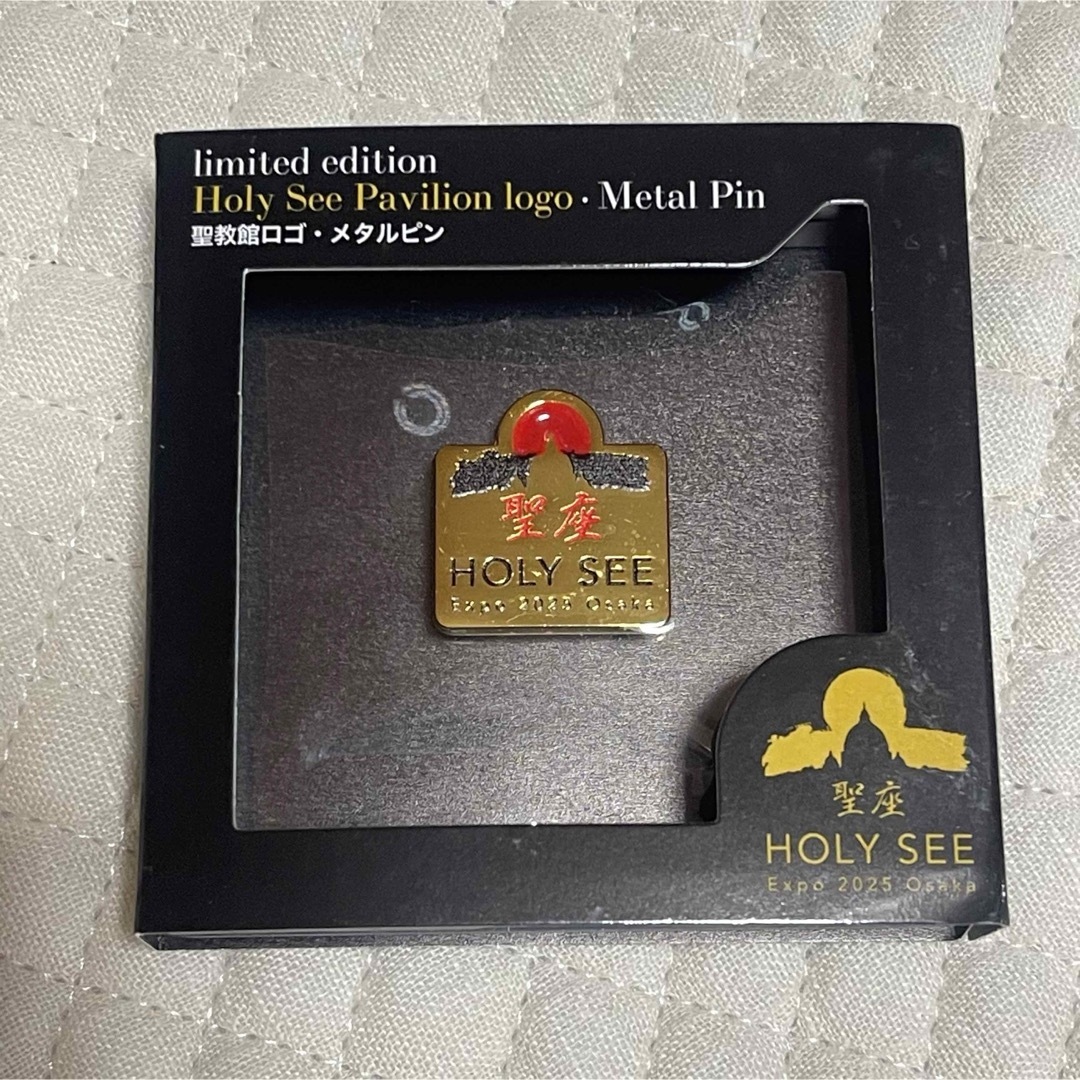 limited edition
Holy See Pavilion logo · Metal Pin
聖教館ロゴ・メタルピン
聖座
HOLY SEE
Expo 2025 Osaka
聖座
HOLY SEE
Expo 2025 Osaka